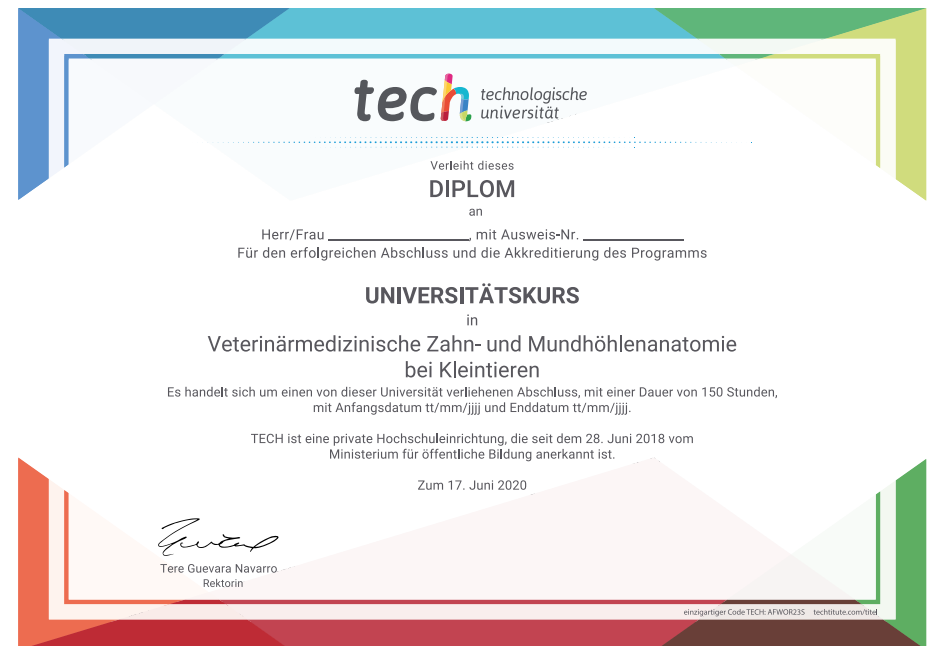 tech technologische
universität
Verleiht dieses
DIPLOM
an
Herr/Frau ____________________, mit Ausweis-Nr. ______________
Für den erfolgreichen Abschluss und die Akkreditierung des Programms
UNIVERSITÄTSKURS
in
Veterinärmedizinische Zahn- und Mundhöhlenanatomie
bei Kleintieren
Es handelt sich um einen von dieser Universität verliehenen Abschluss, mit einer Dauer von 150 Stunden,
mit Anfangsdatum tt/mm/jjjj und Enddatum tt/mm/jjjj.
TECH ist eine private Hochschuleinrichtung, die seit dem 28. Juni 2018 vom
Ministerium für öffentliche Bildung anerkannt ist.
Zum 17. Juni 2020
Tere Guevara Navarro
Rektorin
einzigartiger Code TECH: AFWOR23S techtitute.com/titel